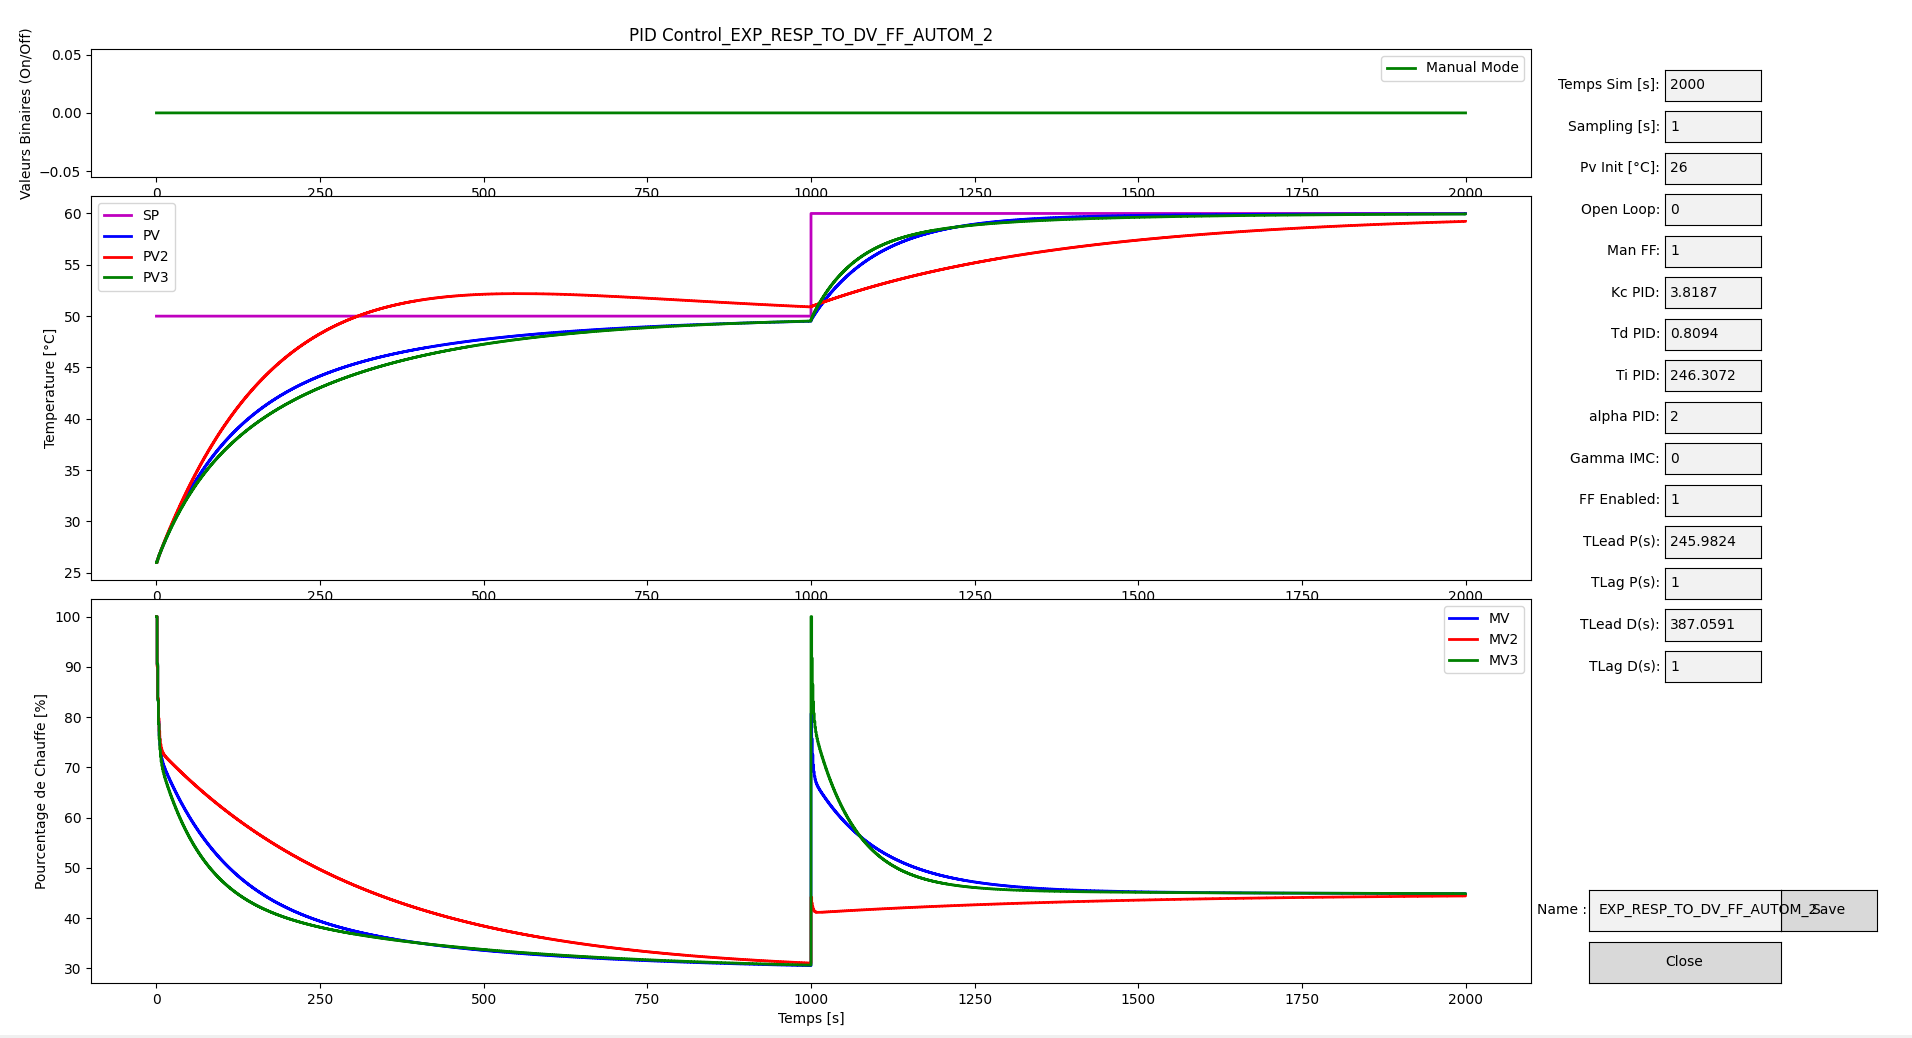 PID Control_EXP_RESP_TO_DV_FF_AUTOM_2
Valeurs Binaires (On/Off)
0.05
0.00
−0.05
Manual Mode
0 250 500 750 1000 1250 1500 1750 2000
Temperature [°C]
60
55
50
45
40
35
30
25
SP
PV
PV2
PV3
0 250 500 750 1000 1250 1500 1750 2000
Pourcentage de Chauffe [%]
100
90
80
70
60
50
40
30
MV
MV2
MV3
0 250 500 750 1000 1250 1500 1750 2000
Temps [s]
Temps Sim [s]: 2000
Sampling [s]: 1
Pv Init [°C]: 26
Open Loop: 0
Man FF: 1
Kc PID: 3.8187
Td PID: 0.8094
Ti PID: 246.3072
alpha PID: 2
Gamma IMC: 0
FF Enabled: 1
TLead P(s): 245.9824
TLag P(s): 1
TLead D(s): 387.0591
TLag D(s): 1
Name : EXP_RESP_TO_DV_FF_AUTOM_2 Save
Close